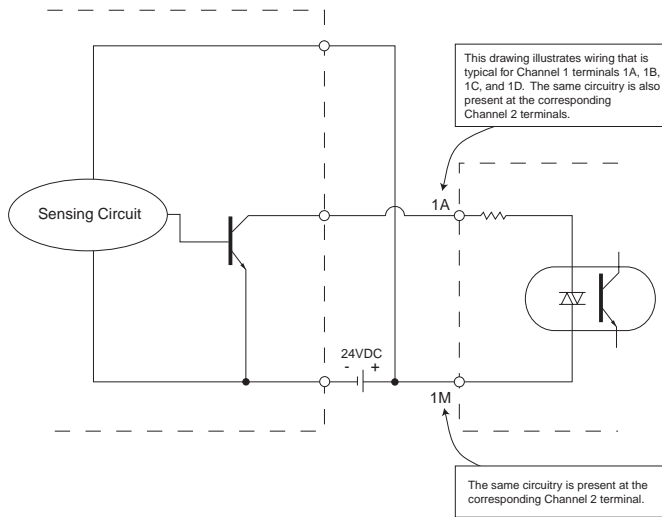 This drawing illustrates wiring that is
typical for Channel 1 terminals 1A, 1B,
1C, and 1D.  The same circuitry is also
present at the corresponding
Channel 2 terminals.
1A
Sensing Circuit
24VDC
- +
1M
The same circuitry is present at the
corresponding Channel 2 terminal.